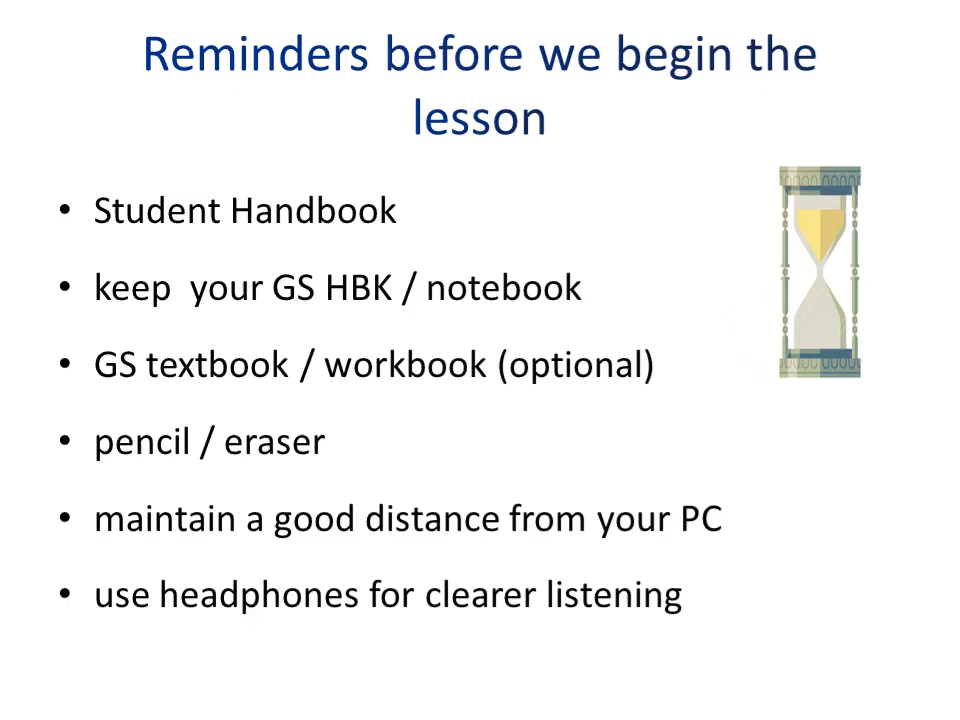 Reminders before we begin the
lesson
• Student Handbook
• keep  your GS HBK / notebook
• GS textbook / workbook (optional)
• pencil / eraser
• maintain a good distance from your PC
• use headphones for clearer listening